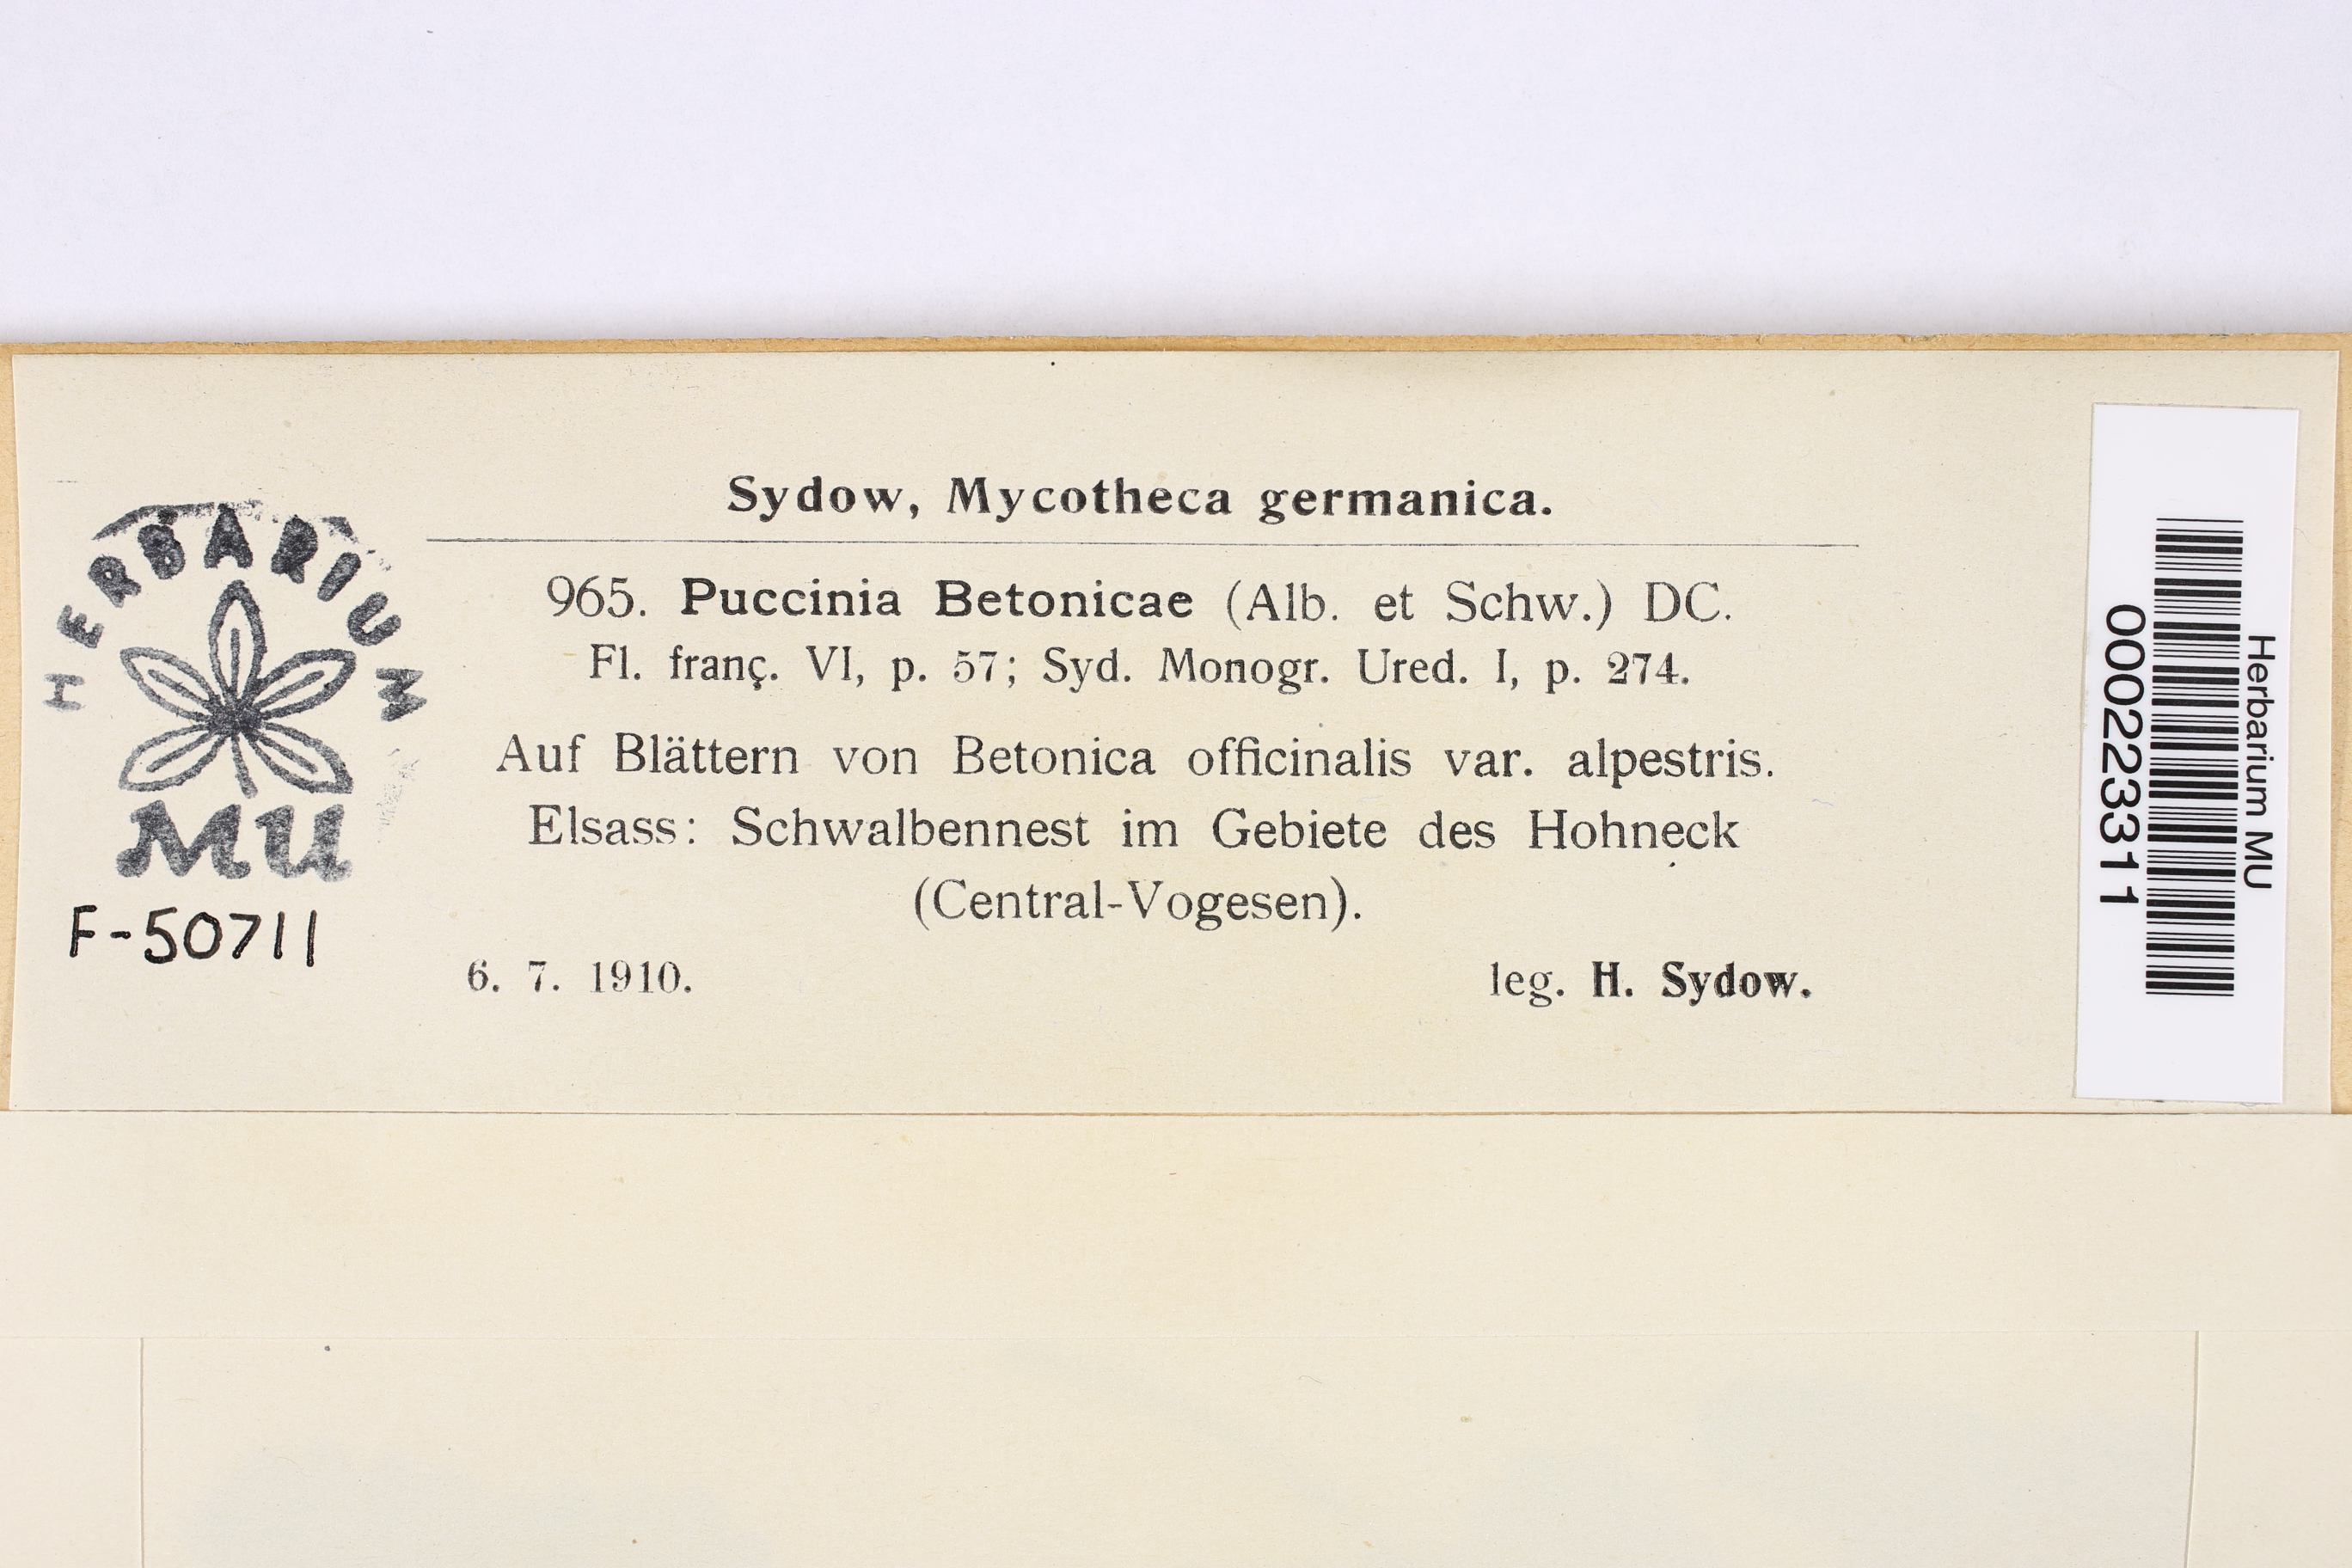 Sydow, Mycotheca germanica.
965. Puccinia Betonicae (Alb. et Schw.) DC.
Fl. franç. VI, p. 57; Syd. Monogr. Ured. I, p. 274.
Auf Blättern von Betonica officinalis var. alpestris.
Elsass: Schwalbennest im Gebiete des Hohneck
(Central-Vogesen).
6. 7. 1910. leg. H. Sydow.
HERBARIUM
MU
F-50711
Herbarium MU
000223311